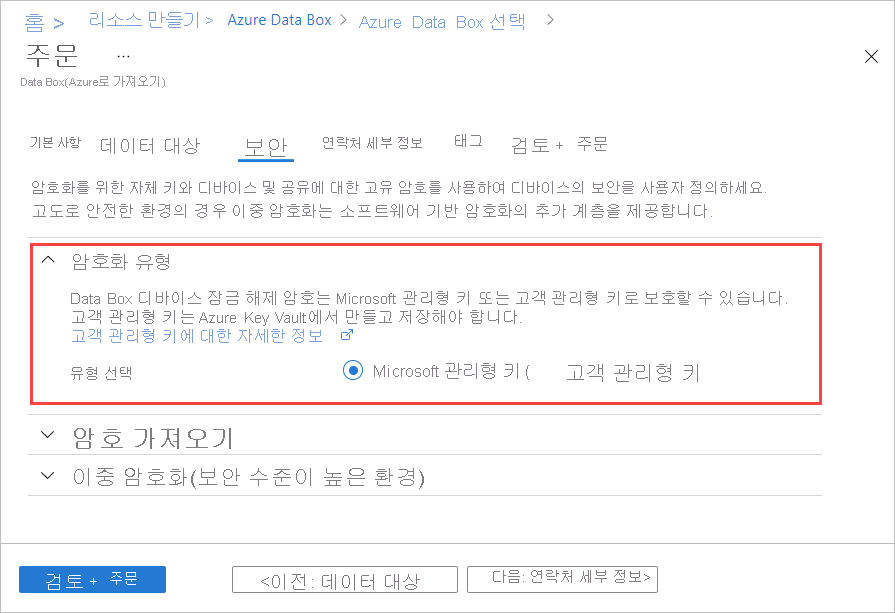 홈 > 리소스 만들기 > Azure Data Box > Azure Data Box 선택 >
주문 ...
Data Box(Azure로 가져오기)
기본 사항 데이터 대상 보안 연락처 세부 정보 태그 검토 + 주문
암호화를 위한 자체 키와 디바이스 및 공유에 대한 고유 암호를 사용하여 디바이스의 보안을 사용자 정의하세요.
고도로 안전한 환경의 경우 이중 암호화는 소프트웨어 기반 암호화의 추가 계층을 제공합니다.
암호화 유형
Data Box 디바이스 잠금 해제 암호는 Microsoft 관리형 키 또는 고객 관리형 키로 보호할 수 있습니다.
고객 관리형 키는 Azure Key Vault에서 만들고 저장해야 합니다.
고객 관리형 키에 대한 자세한 정보
유형 선택 Microsoft 관리형 키 ( 고객 관리형 키
암호 가져오기
이중 암호화(보안 수준이 높은 환경)
검토 + 주문 <이전: 데이터 대상 다음: 연락처 세부 정보>